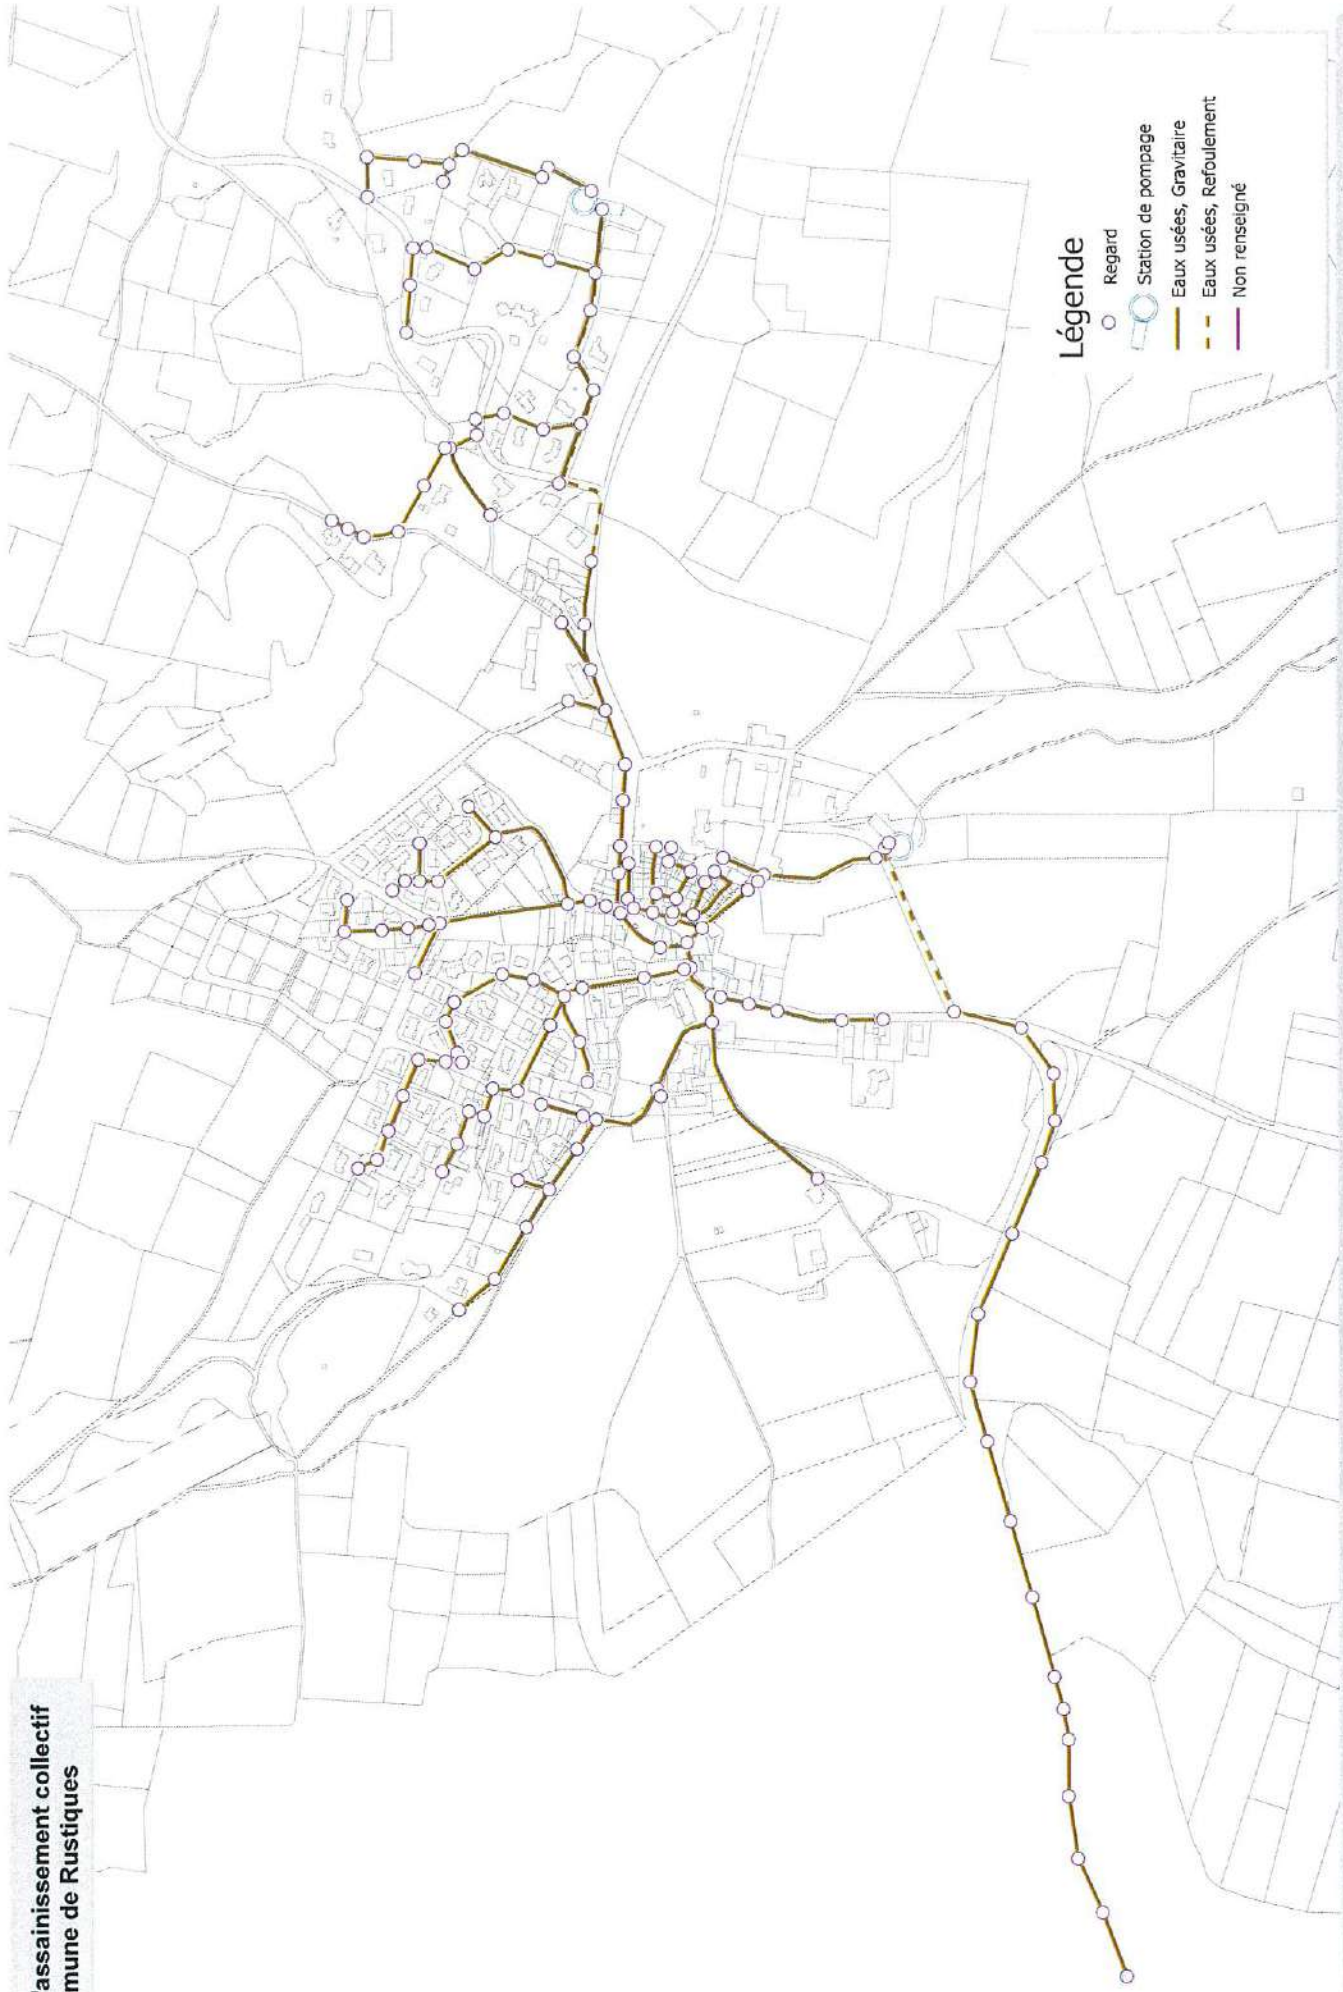 'assainissement collectif
mune de Rustiques
Légende
Regard
Station de pompage
Eaux usées, Gravitaire
Eaux usées, Refoulement
Non renseigné